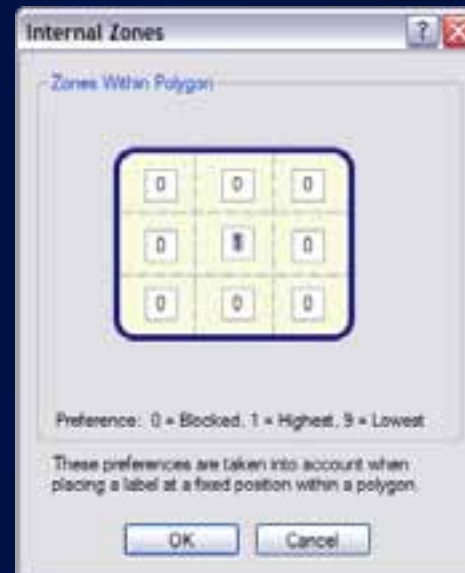 Internal Zones
Zones Within Polygon
0 0 0
0 1 0
0 0 0
Preference: 0 = Blocked, 1 = Highest, 9 = Lowest
These preferences are taken into account when
placing a label at a fixed position within a polygon.
OK Cancel